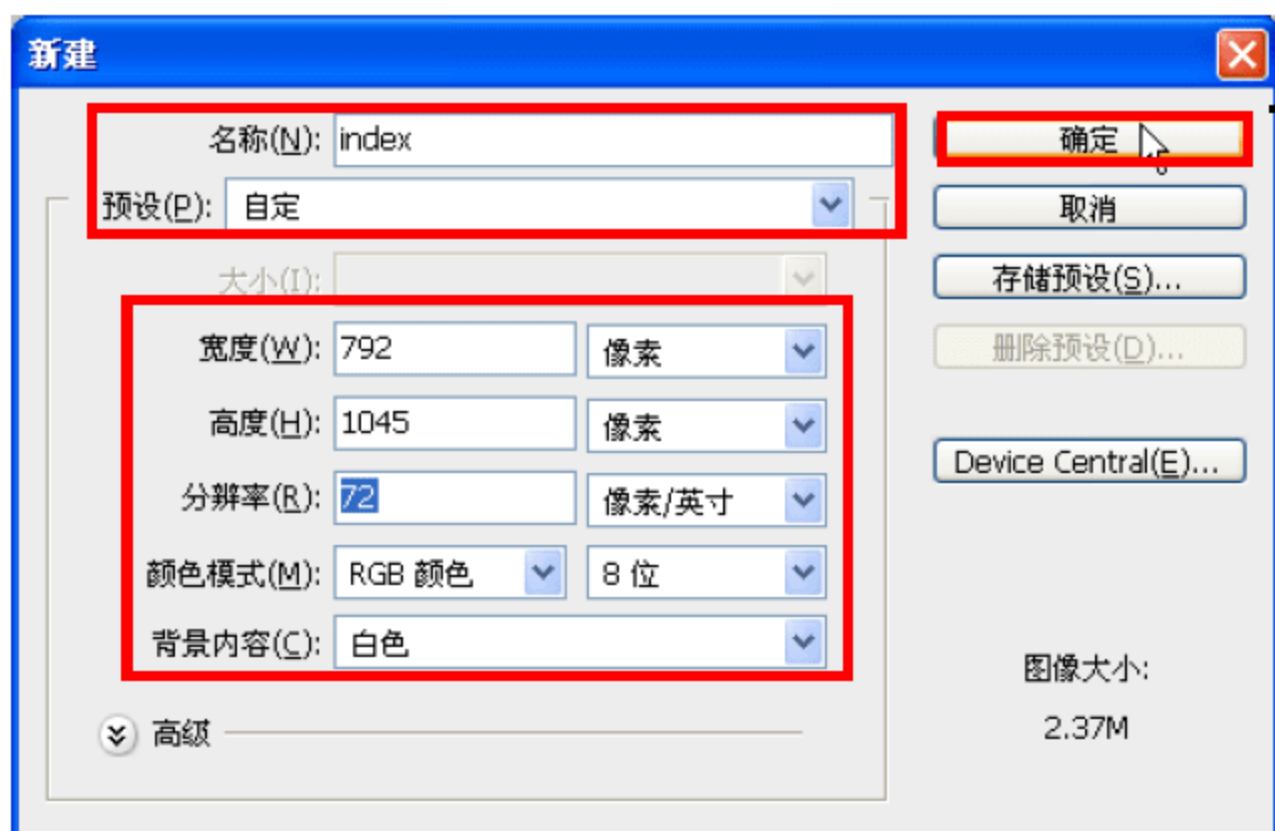 新建
名称(N): index
确定
预设(P): 自定
取消
大小(I):
存储预设(S)...
宽度(W): 792 像素
删除预设(D)...
高度(H): 1045 像素
Device Central(E)...
分辨率(R): 72 像素/英寸
颜色模式(M): RGB 颜色 8 位
背景内容(C): 白色
图像大小:
高级
2.37M